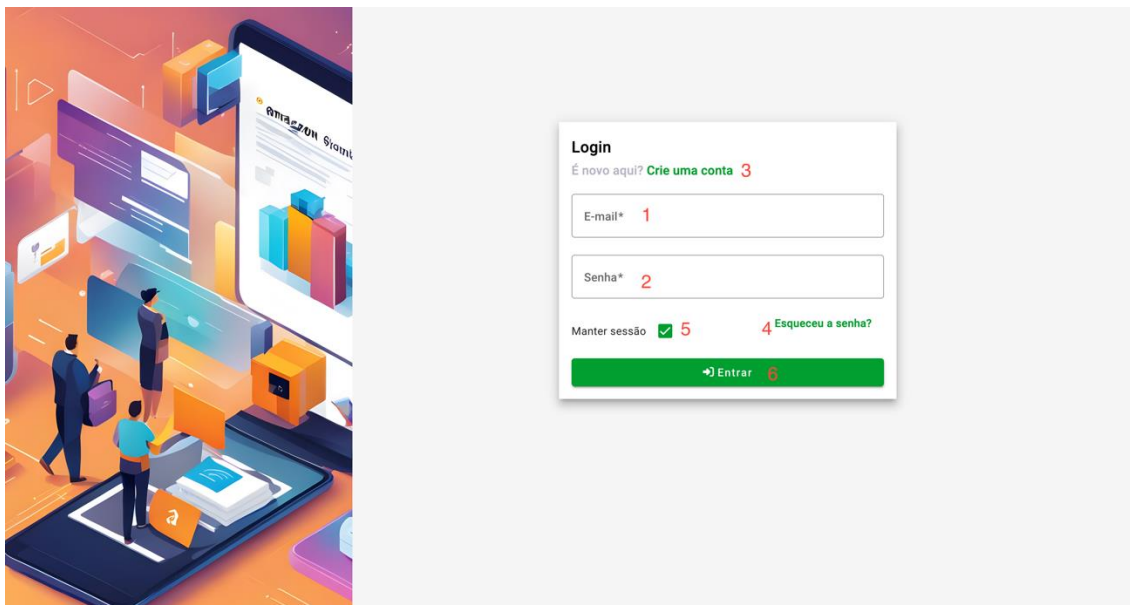 Login
É novo aqui? Crie uma conta 3
E-mail* 1
Senha* 2
Manter sessão 5 4 Esqueceu a senha?
Entrar 6